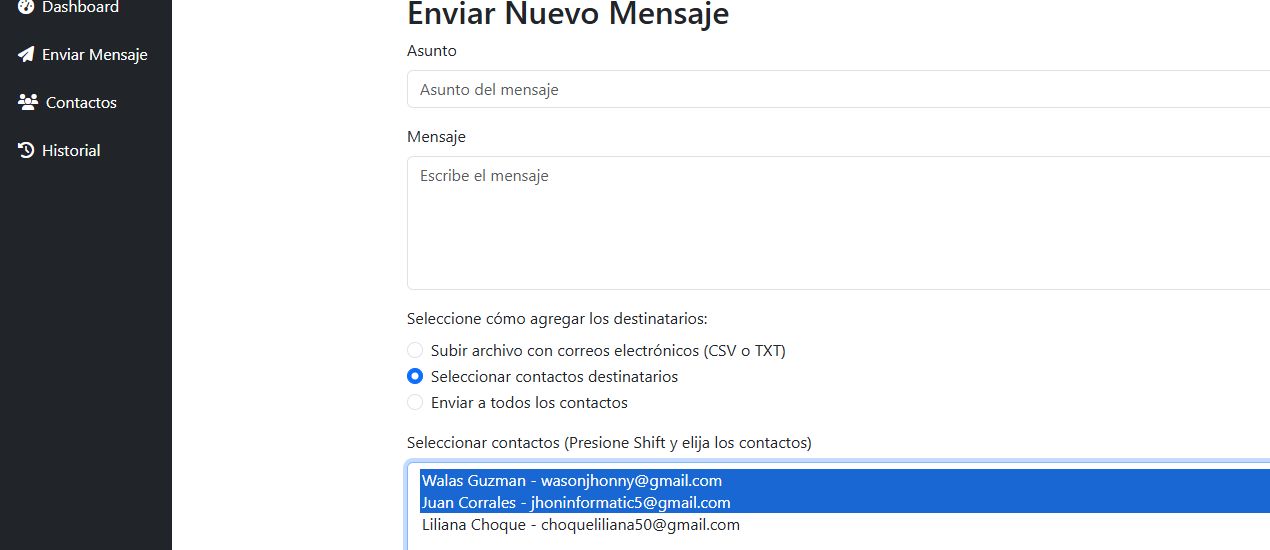 Dashboard
Enviar Mensaje
Contactos
Historial
Enviar Nuevo Mensaje
Asunto
Asunto del mensaje
Mensaje
Escribe el mensaje
Seleccione cómo agregar los destinatarios:
Subir archivo con correos electrónicos (CSV o TXT)
Seleccionar contactos destinatarios
Enviar a todos los contactos
Seleccionar contactos (Presione Shift y elija los contactos)
Walas Guzman - wasonjhonny@gmail.com
Juan Corrales - jhoninformatic5@gmail.com
Liliana Choque - choqueliliana50@gmail.com